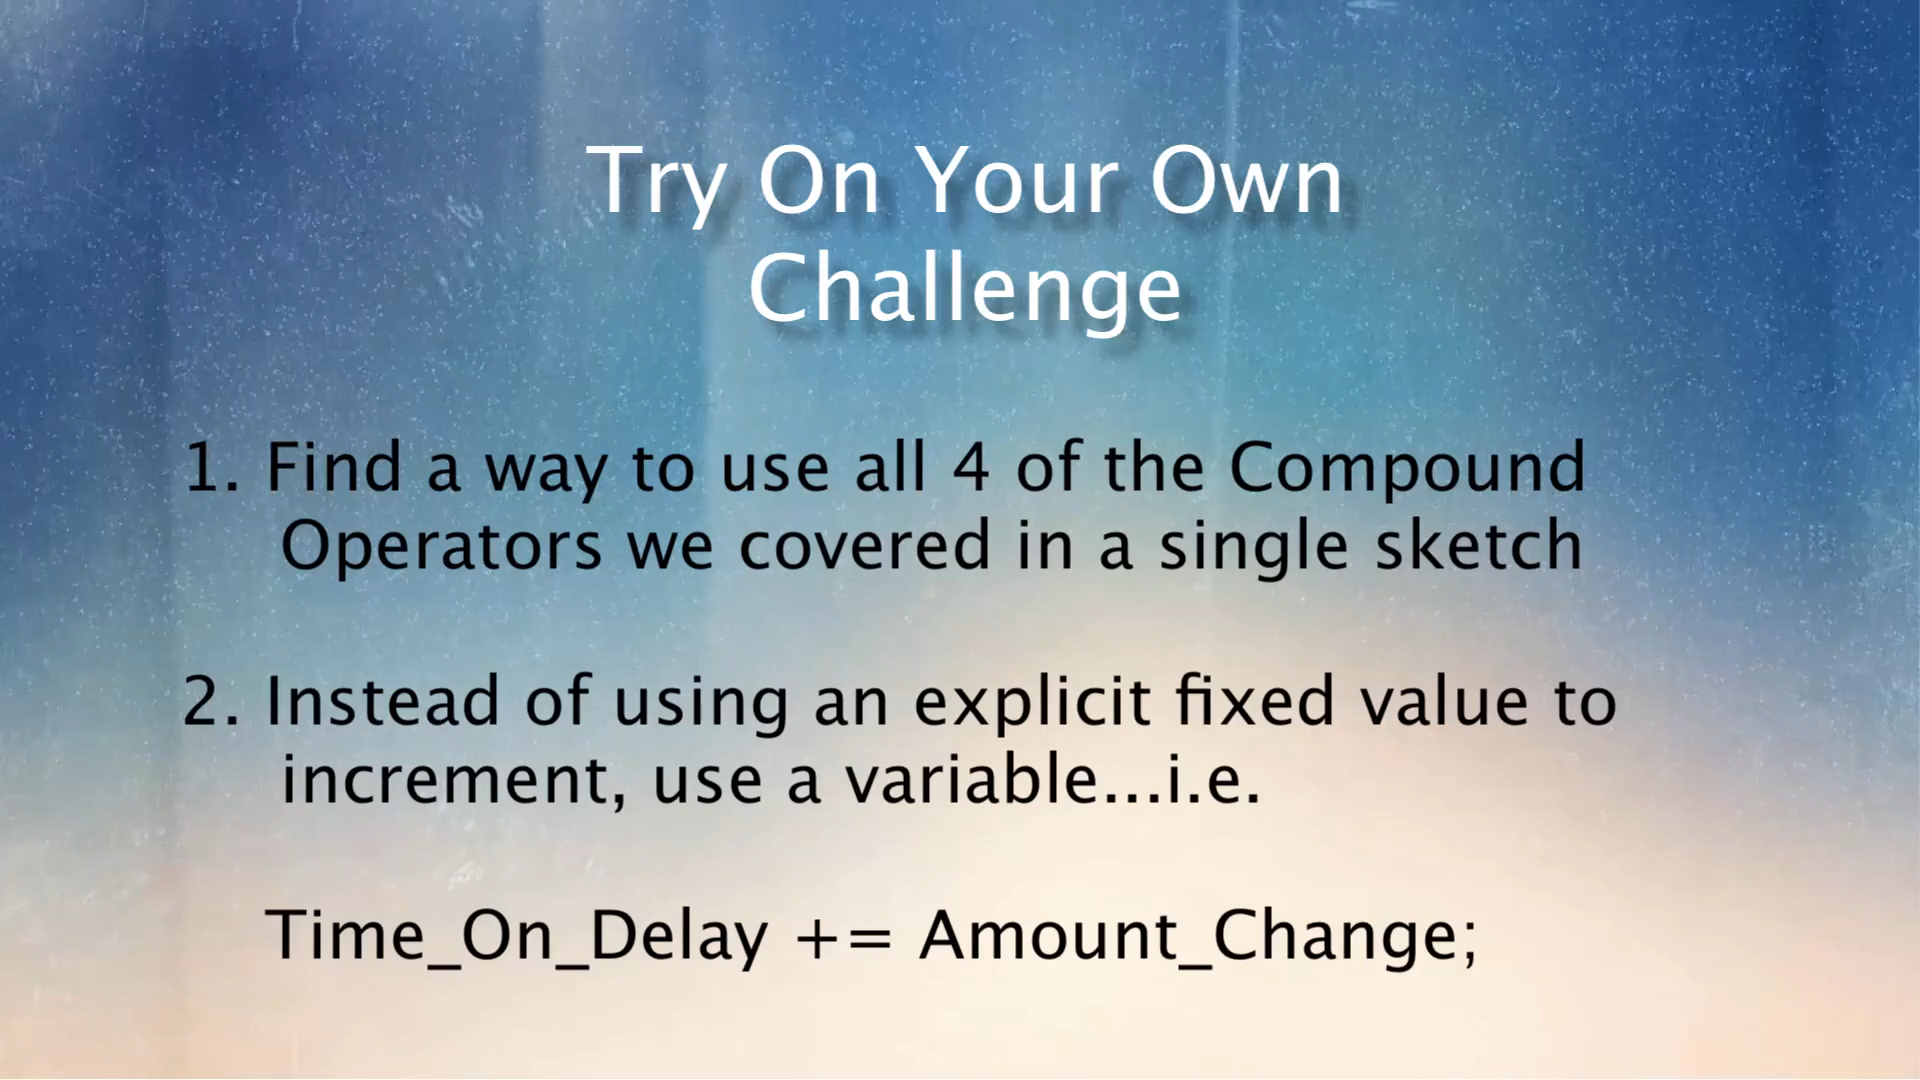 Try On Your Own
Challenge
1. Find a way to use all 4 of the Compound
Operators we covered in a single sketch
2. Instead of using an explicit fixed value to
increment, use a variable...i.e.
Time_On_Delay += Amount_Change;